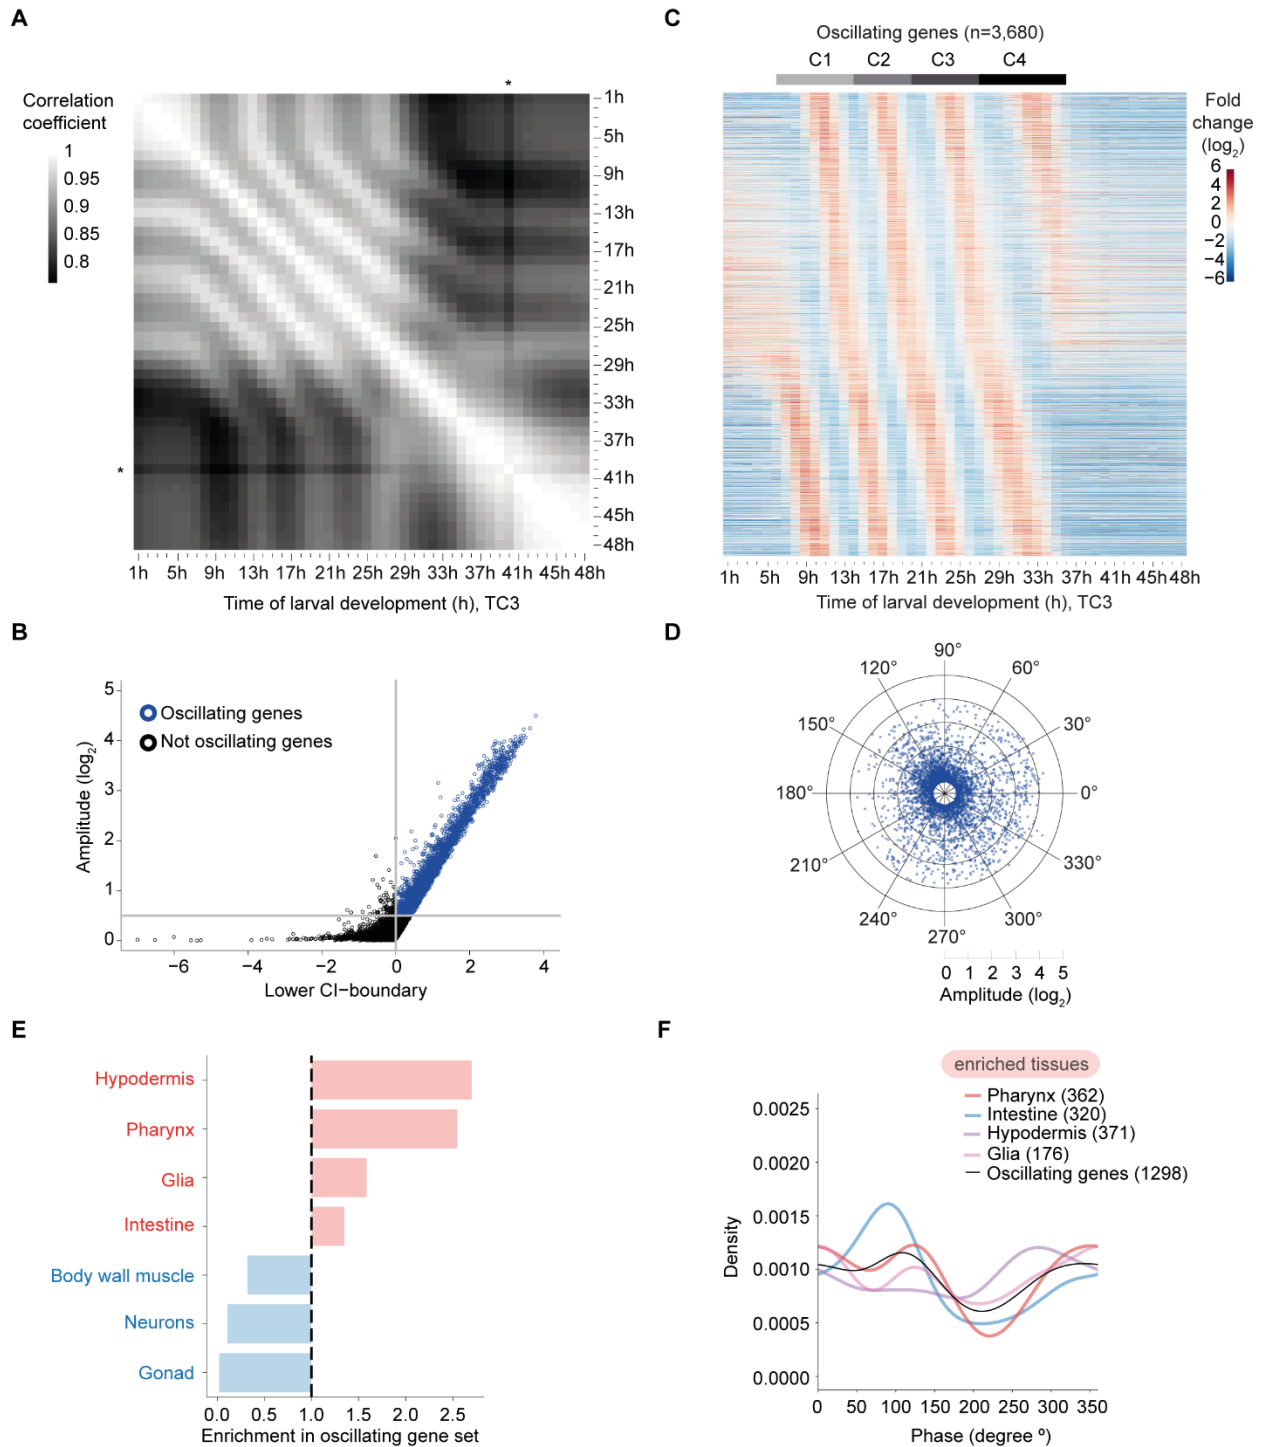 A
*
Correlation
coefficient
1
0.95
0.9
0.85
0.8
*
1h
5h
9h
13h
17h
21h
25h
29h
33h
37h
41h
45h
48h
1h 5h 9h 13h 17h 21h 25h 29h 33h 37h 41h 45h 48h
Time of larval development (h), TC3
C
Oscillating genes (n=3,680)
C1 C2 C3 C4
Fold
change
(log2)
6
4
2
0
−2
−4
−6
1h 5h 9h 13h 17h 21h 25h 29h 33h 37h 41h 45h 48h
Time of larval development (h), TC3
B
Oscillating genes
Not oscillating genes
Amplitude (log2)
5
4
3
2
1
0
−6 −4 −2 0 2 4
Lower CI−boundary
D
90°
120° 60°
150° 30°
180° 0°
210° 330°
240° 300°
270°
0 1 2 3 4 5
Amplitude (log2)
E
Hypodermis
Pharynx
Glia
Intestine
Body wall muscle
Neurons
Gonad
0.0 0.5 1.0 1.5 2.0 2.5
Enrichment in oscillating gene set
F
enriched tissues
Pharynx (362)
Intestine (320)
Hypodermis (371)
Glia (176)
Oscillating genes (1298)
Density
0.0025
0.0020
0.0015
0.0010
0.0005
0.0000
0 50 100 150 200 250 300 350
Phase (degree º)